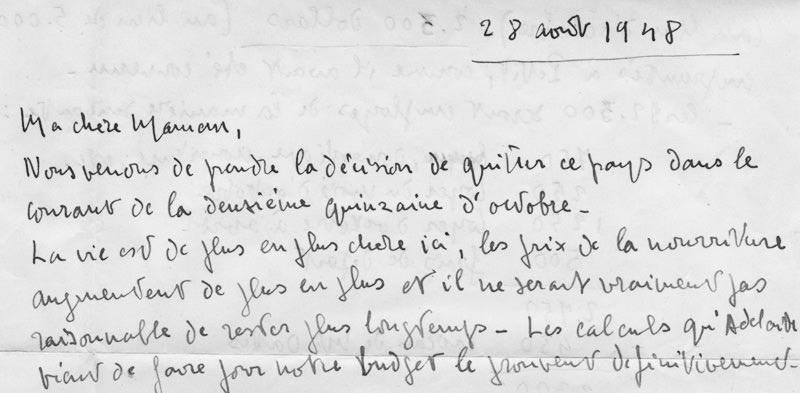 28 août 1948
Ma chère Maman,
Nous venons de prendre la décision de quitter ce pays dans le
courant de la deuxième quinzaine d'octobre.
La vie est de plus en plus chère ici, les prix de la nourriture
augmentent de plus en plus et il ne serait vraiment pas
raisonnable de rester plus longtemps - Les calculs qu'Adelaide
vient de faire pour notre budget le prouvent définitivement -